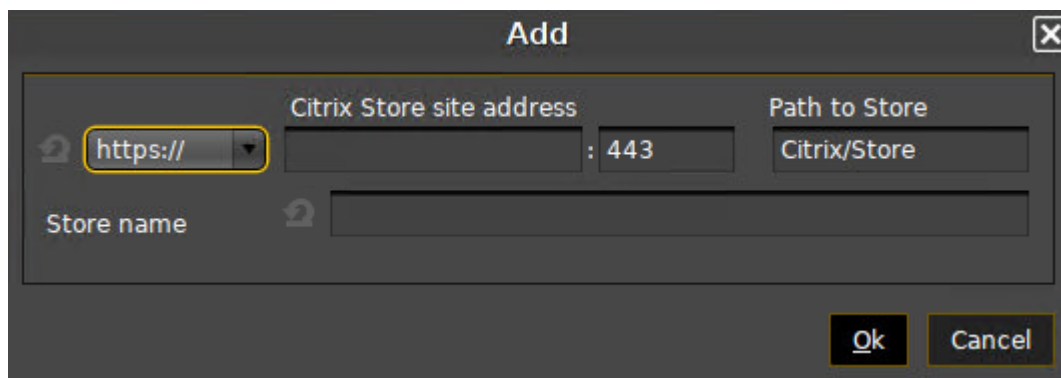 Add
Citrix Store site address Path to Store
https:// : 443 Citrix/Store
Store name
Ok Cancel